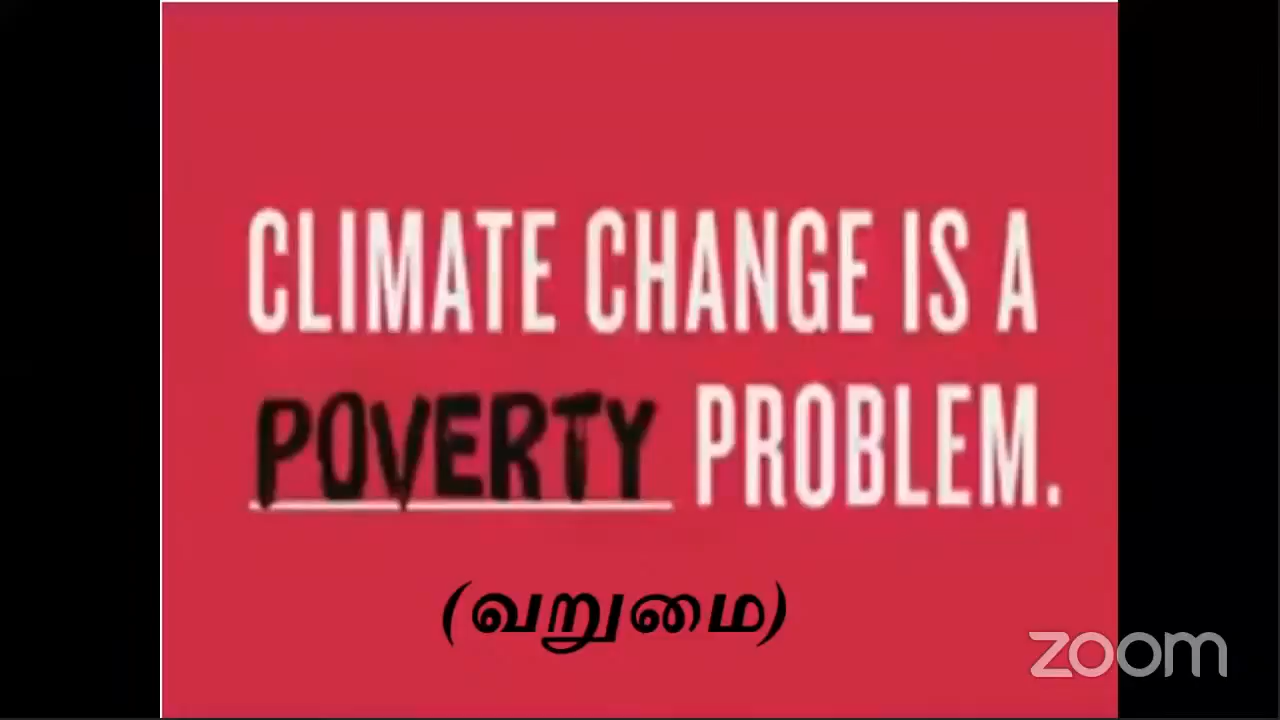 CLIMATE CHANGE IS A
POVERTY PROBLEM.
(வறுமை)
zoom